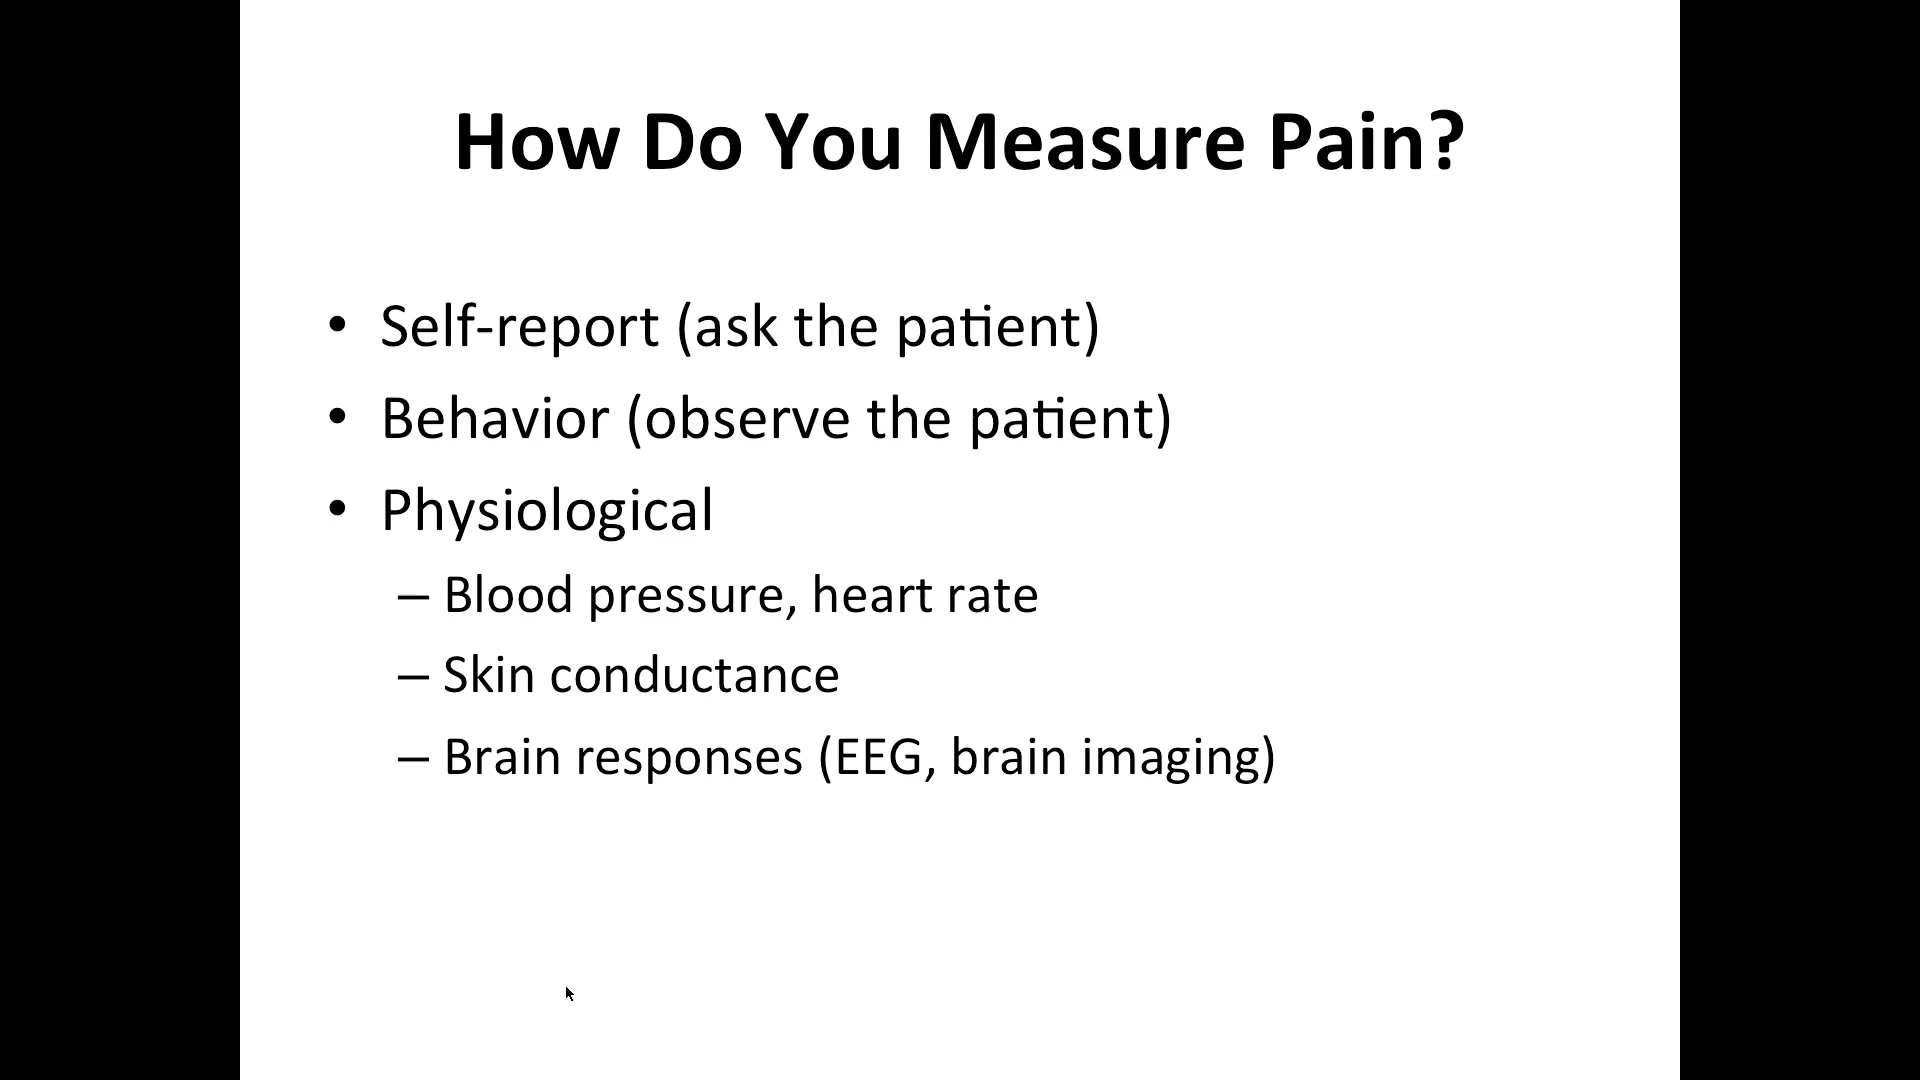 How Do You Measure Pain?
• Self-report (ask the patient)
• Behavior (observe the patient)
• Physiological
– Blood pressure, heart rate
– Skin conductance
– Brain responses (EEG, brain imaging)